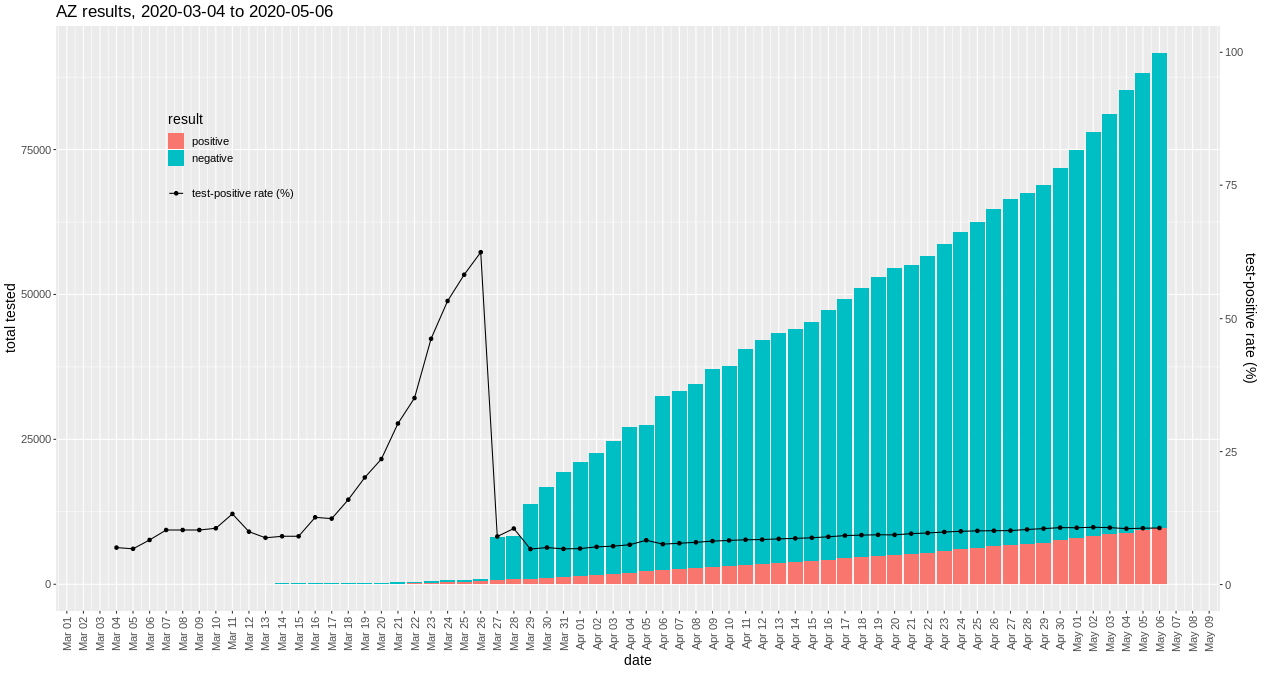 AZ results, 2020-03-04 to 2020-05-06
result
positive
negative
test-positive rate (%)
total tested
75000
50000
25000
0
100
75
50
25
0
test-positive rate (%)
Mar 01
Mar 02
Mar 03
Mar 04
Mar 05
Mar 06
Mar 07
Mar 08
Mar 09
Mar 10
Mar 11
Mar 12
Mar 13
Mar 14
Mar 15
Mar 16
Mar 17
Mar 18
Mar 19
Mar 20
Mar 21
Mar 22
Mar 23
Mar 24
Mar 25
Mar 26
Mar 27
Mar 28
Mar 29
Mar 30
Mar 31
Apr 01
Apr 02
Apr 03
Apr 04
Apr 05
Apr 06
Apr 07
Apr 08
Apr 09
Apr 10
Apr 11
Apr 12
Apr 13
Apr 14
Apr 15
Apr 16
Apr 17
Apr 18
Apr 19
Apr 20
Apr 21
Apr 22
Apr 23
Apr 24
Apr 25
Apr 26
Apr 27
Apr 28
Apr 29
Apr 30
May 01
May 02
May 03
May 04
May 05
May 06
May 07
May 08
May 09
date